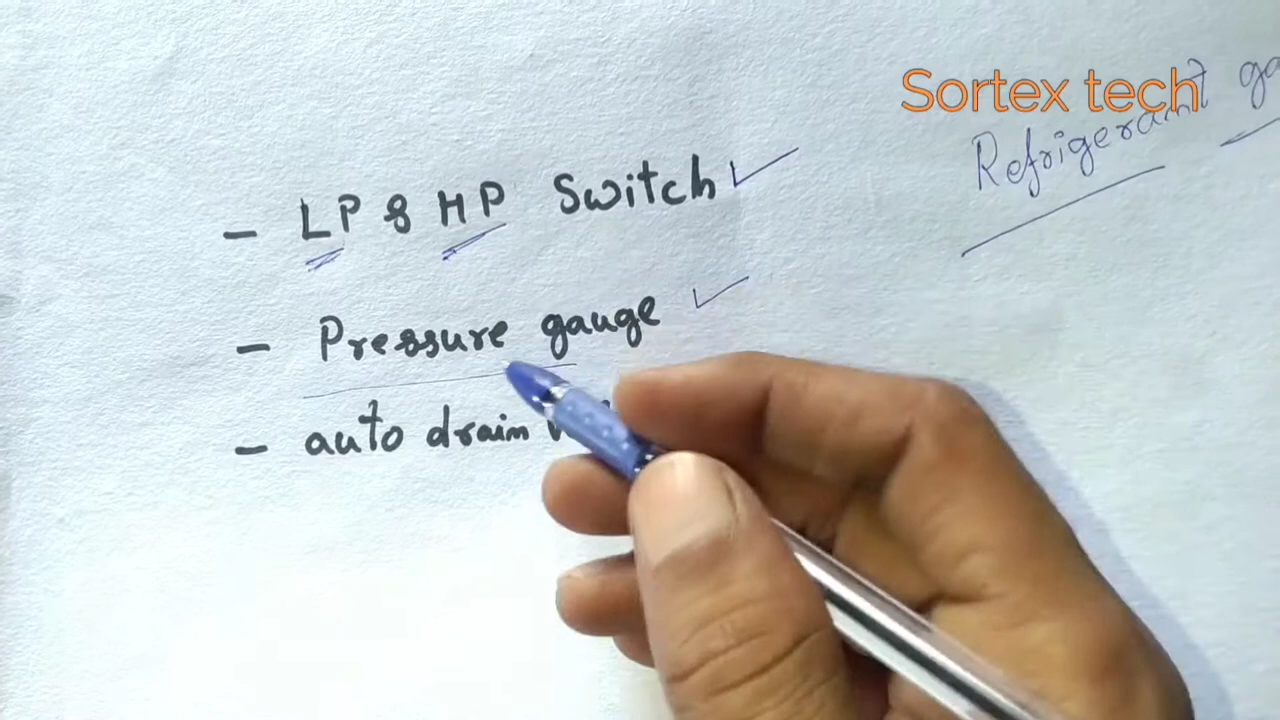 Sortex tech
Refrigerant
- LP & HP Switch
- Pressure gauge
- auto drain